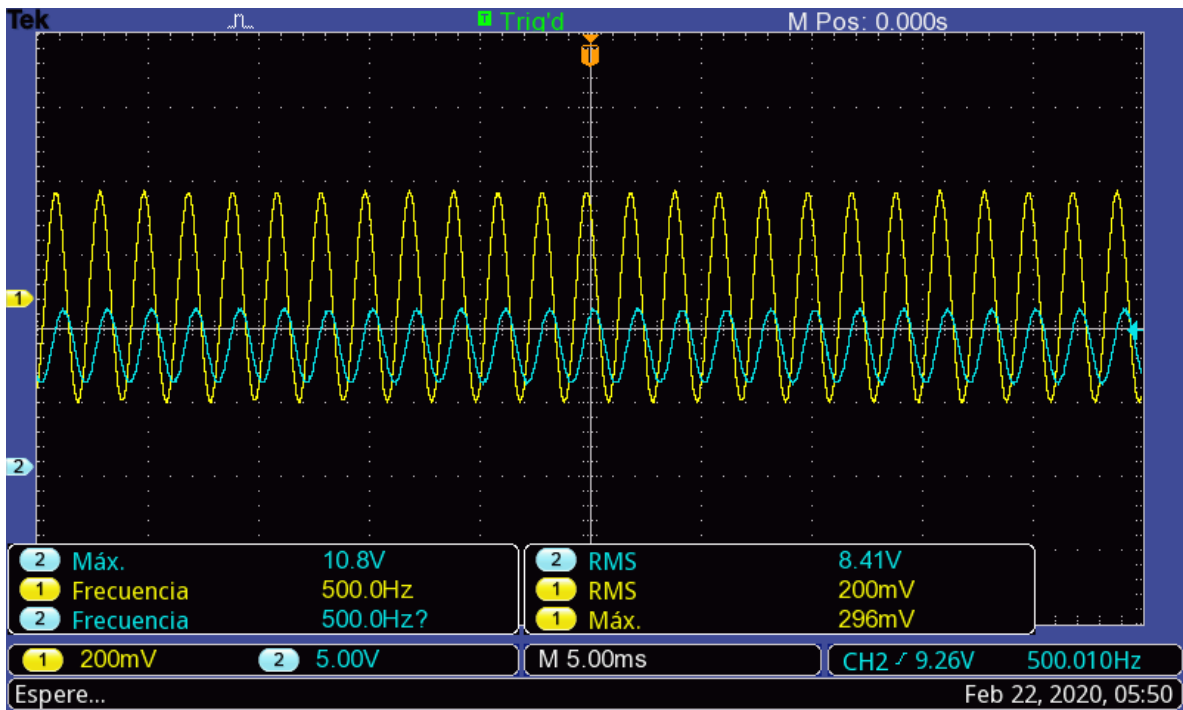 Tek T Trig'd M Pos: 0.000s
T
1
2
2 Máx. 10.8V
1 Frecuencia 500.0Hz
2 Frecuencia 500.0Hz?
2 RMS 8.41V
1 RMS 200mV
1 Máx. 296mV
1 200mV 2 5.00V M 5.00ms CH2 9.26V 500.010Hz
Espere... Feb 22, 2020, 05:50